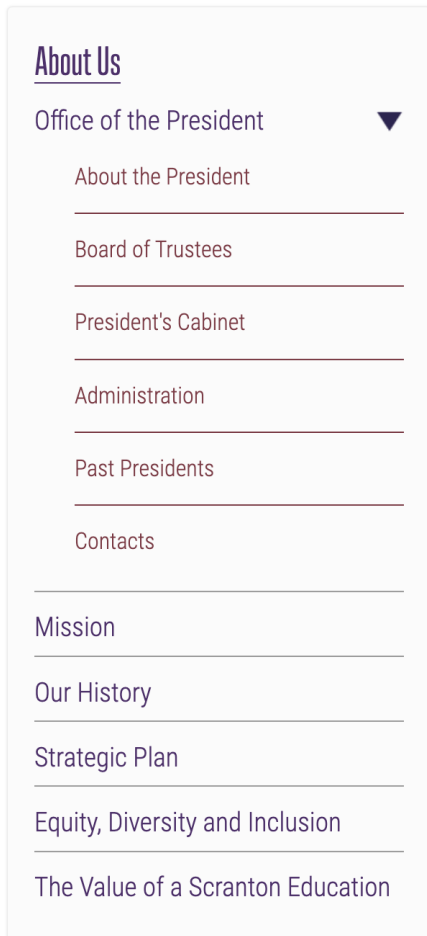 About Us
Office of the President
About the President
Board of Trustees
President's Cabinet
Administration
Past Presidents
Contacts
Mission
Our History
Strategic Plan
Equity, Diversity and Inclusion
The Value of a Scranton Education